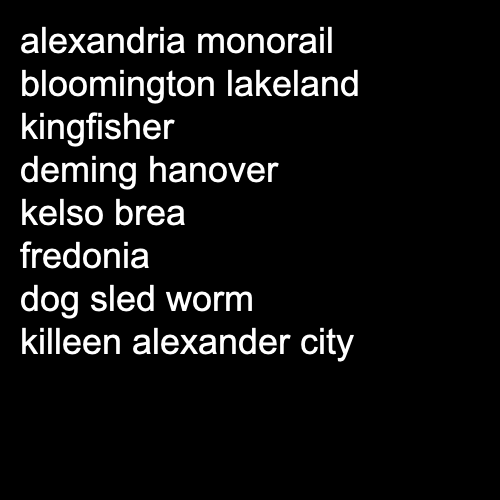 alexandria monorail
bloomington lakeland
kingfisher
deming hanover
kelso brea
fredonia
dog sled worm
killeen alexander city